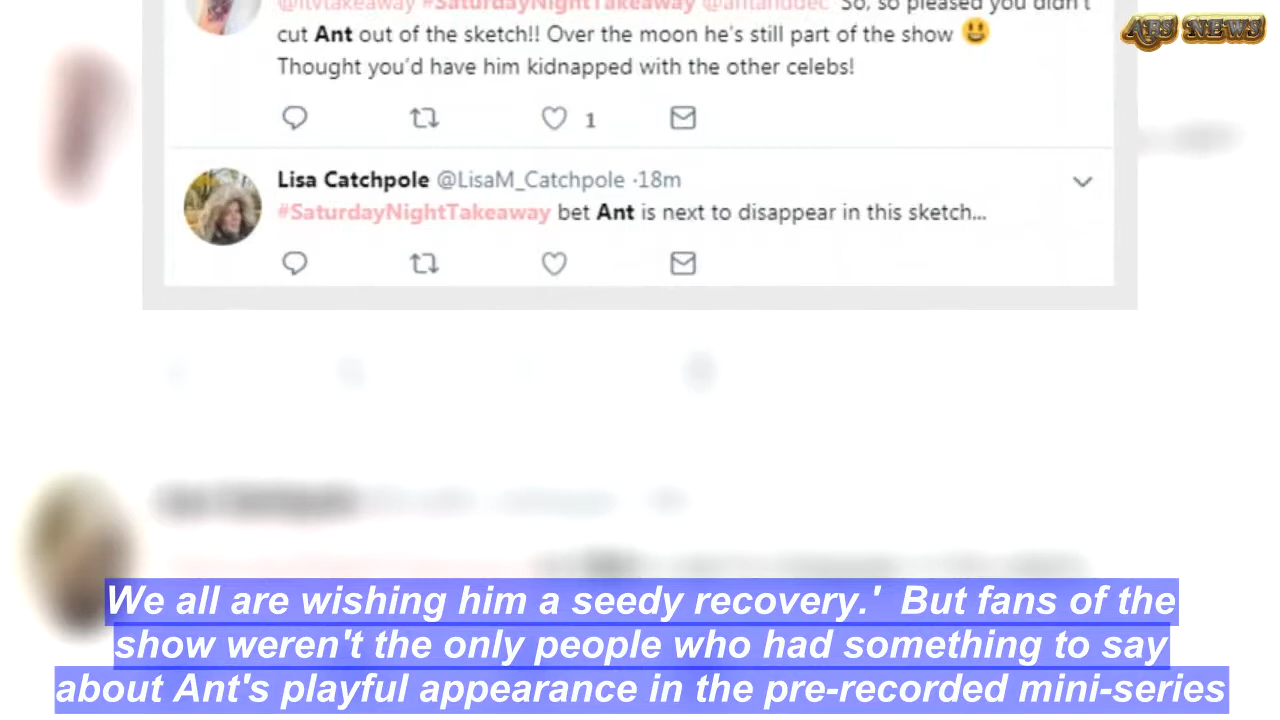 @itvtakeaway #SaturdayNightTakeaway @antanddec So, so pleased you didn't
cut Ant out of the sketch!! Over the moon he's still part of the show 😃
Thought you'd have him kidnapped with the other celebs!
1
Lisa Catchpole @LisaM_Catchpole ·18m
#SaturdayNightTakeaway bet Ant is next to disappear in this sketch...
ABS NEWS
We all are wishing him a seedy recovery.' But fans of the
show weren't the only people who had something to say
about Ant's playful appearance in the pre-recorded mini-series